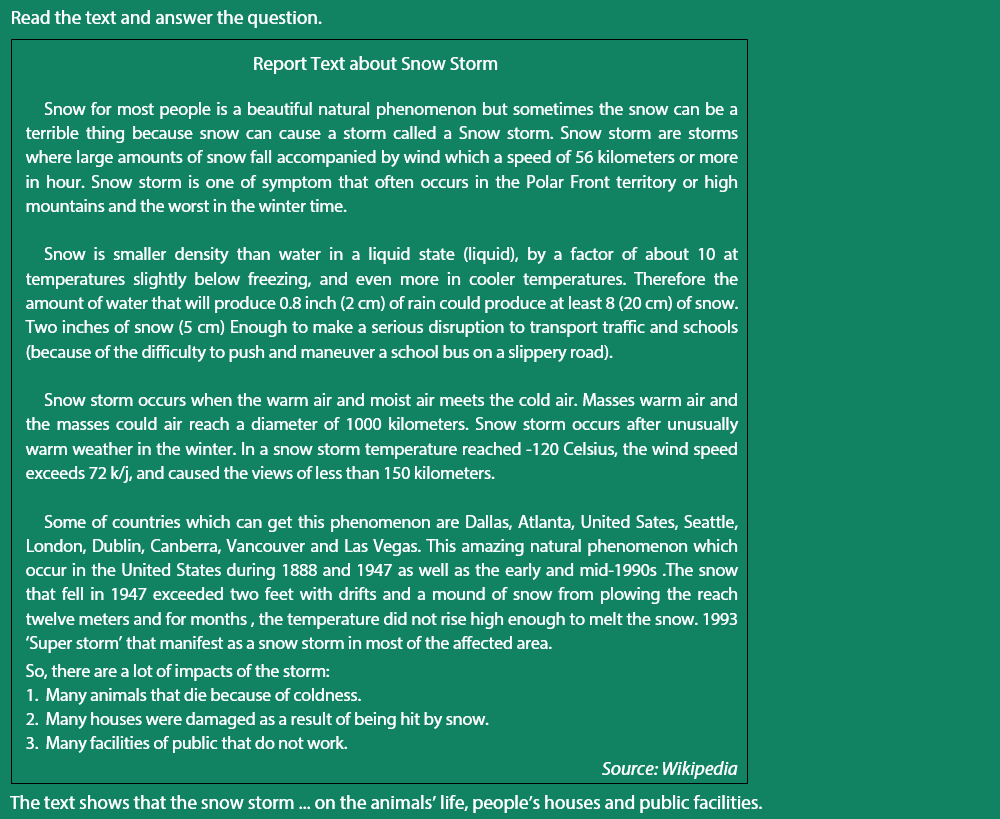 Read the text and answer the question.
Report Text about Snow Storm
Snow for most people is a beautiful natural phenomenon but sometimes the snow can be a
terrible thing because snow can cause a storm called a Snow storm. Snow storm are storms
where large amounts of snow fall accompanied by wind which a speed of 56 kilometers or more
in hour. Snow storm is one of symptom that often occurs in the Polar Front territory or high
mountains and the worst in the winter time.
Snow is smaller density than water in a liquid state (liquid), by a factor of about 10 at
temperatures slightly below freezing, and even more in cooler temperatures. Therefore the
amount of water that will produce 0.8 inch (2 cm) of rain could produce at least 8 (20 cm) of snow.
Two inches of snow (5 cm) Enough to make a serious disruption to transport traffic and schools
(because of the difficulty to push and maneuver a school bus on a slippery road).
Snow storm occurs when the warm air and moist air meets the cold air. Masses warm air and
the masses could air reach a diameter of 1000 kilometers. Snow storm occurs after unusually
warm weather in the winter. In a snow storm temperature reached -120 Celsius, the wind speed
exceeds 72 k/j, and caused the views of less than 150 kilometers.
Some of countries which can get this phenomenon are Dallas, Atlanta, United Sates, Seattle,
London, Dublin, Canberra, Vancouver and Las Vegas. This amazing natural phenomenon which
occur in the United States during 1888 and 1947 as well as the early and mid-1990s .The snow
that fell in 1947 exceeded two feet with drifts and a mound of snow from plowing the reach
twelve meters and for months , the temperature did not rise high enough to melt the snow. 1993
‘Super storm’ that manifest as a snow storm in most of the affected area.
So, there are a lot of impacts of the storm:
1. Many animals that die because of coldness.
2. Many houses were damaged as a result of being hit by snow.
3. Many facilities of public that do not work.
Source: Wikipedia
The text shows that the snow storm ... on the animals’ life, people’s houses and public facilities.